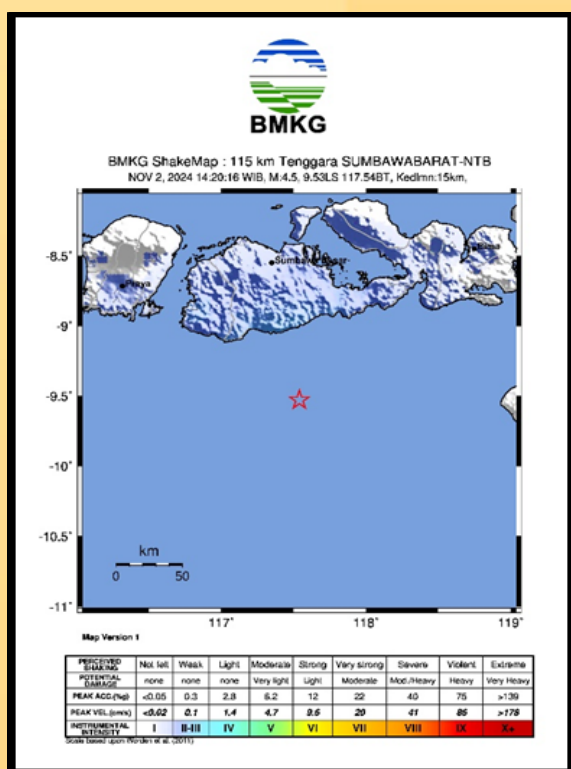 BMKG
BMKG ShakeMap : 115 km Tenggara SUMBAWABARAT-NTB
NOV 2, 2024 14:20:16 WIB, M:4.5, 9.53LS 117.54BT, Kedlmn:15km,
-8.5°
Sumbawa Besar
Bima
Praya
-9°
-9.5°
-10°
-10.5°
-11°
km
0 50
117° 118° 119°
Map Version 1
PERCEIVED SHAKING Not felt Weak Light Moderate Strong Very strong Severe Violent Extreme
POTENTIAL DAMAGE none none none Very light Light Moderate Mod./Heavy Heavy Very Heavy
PEAK ACC.(%g) <0.05 0.3 2.8 6.2 12 22 40 75 >139
PEAK VEL.(cm/s) <0.02 0.1 1.4 4.7 9.6 20 41 86 >178
INSTRUMENTAL INTENSITY I II-III IV V VI VII VIII IX X+
Scale based upon Worden et al. (2011)